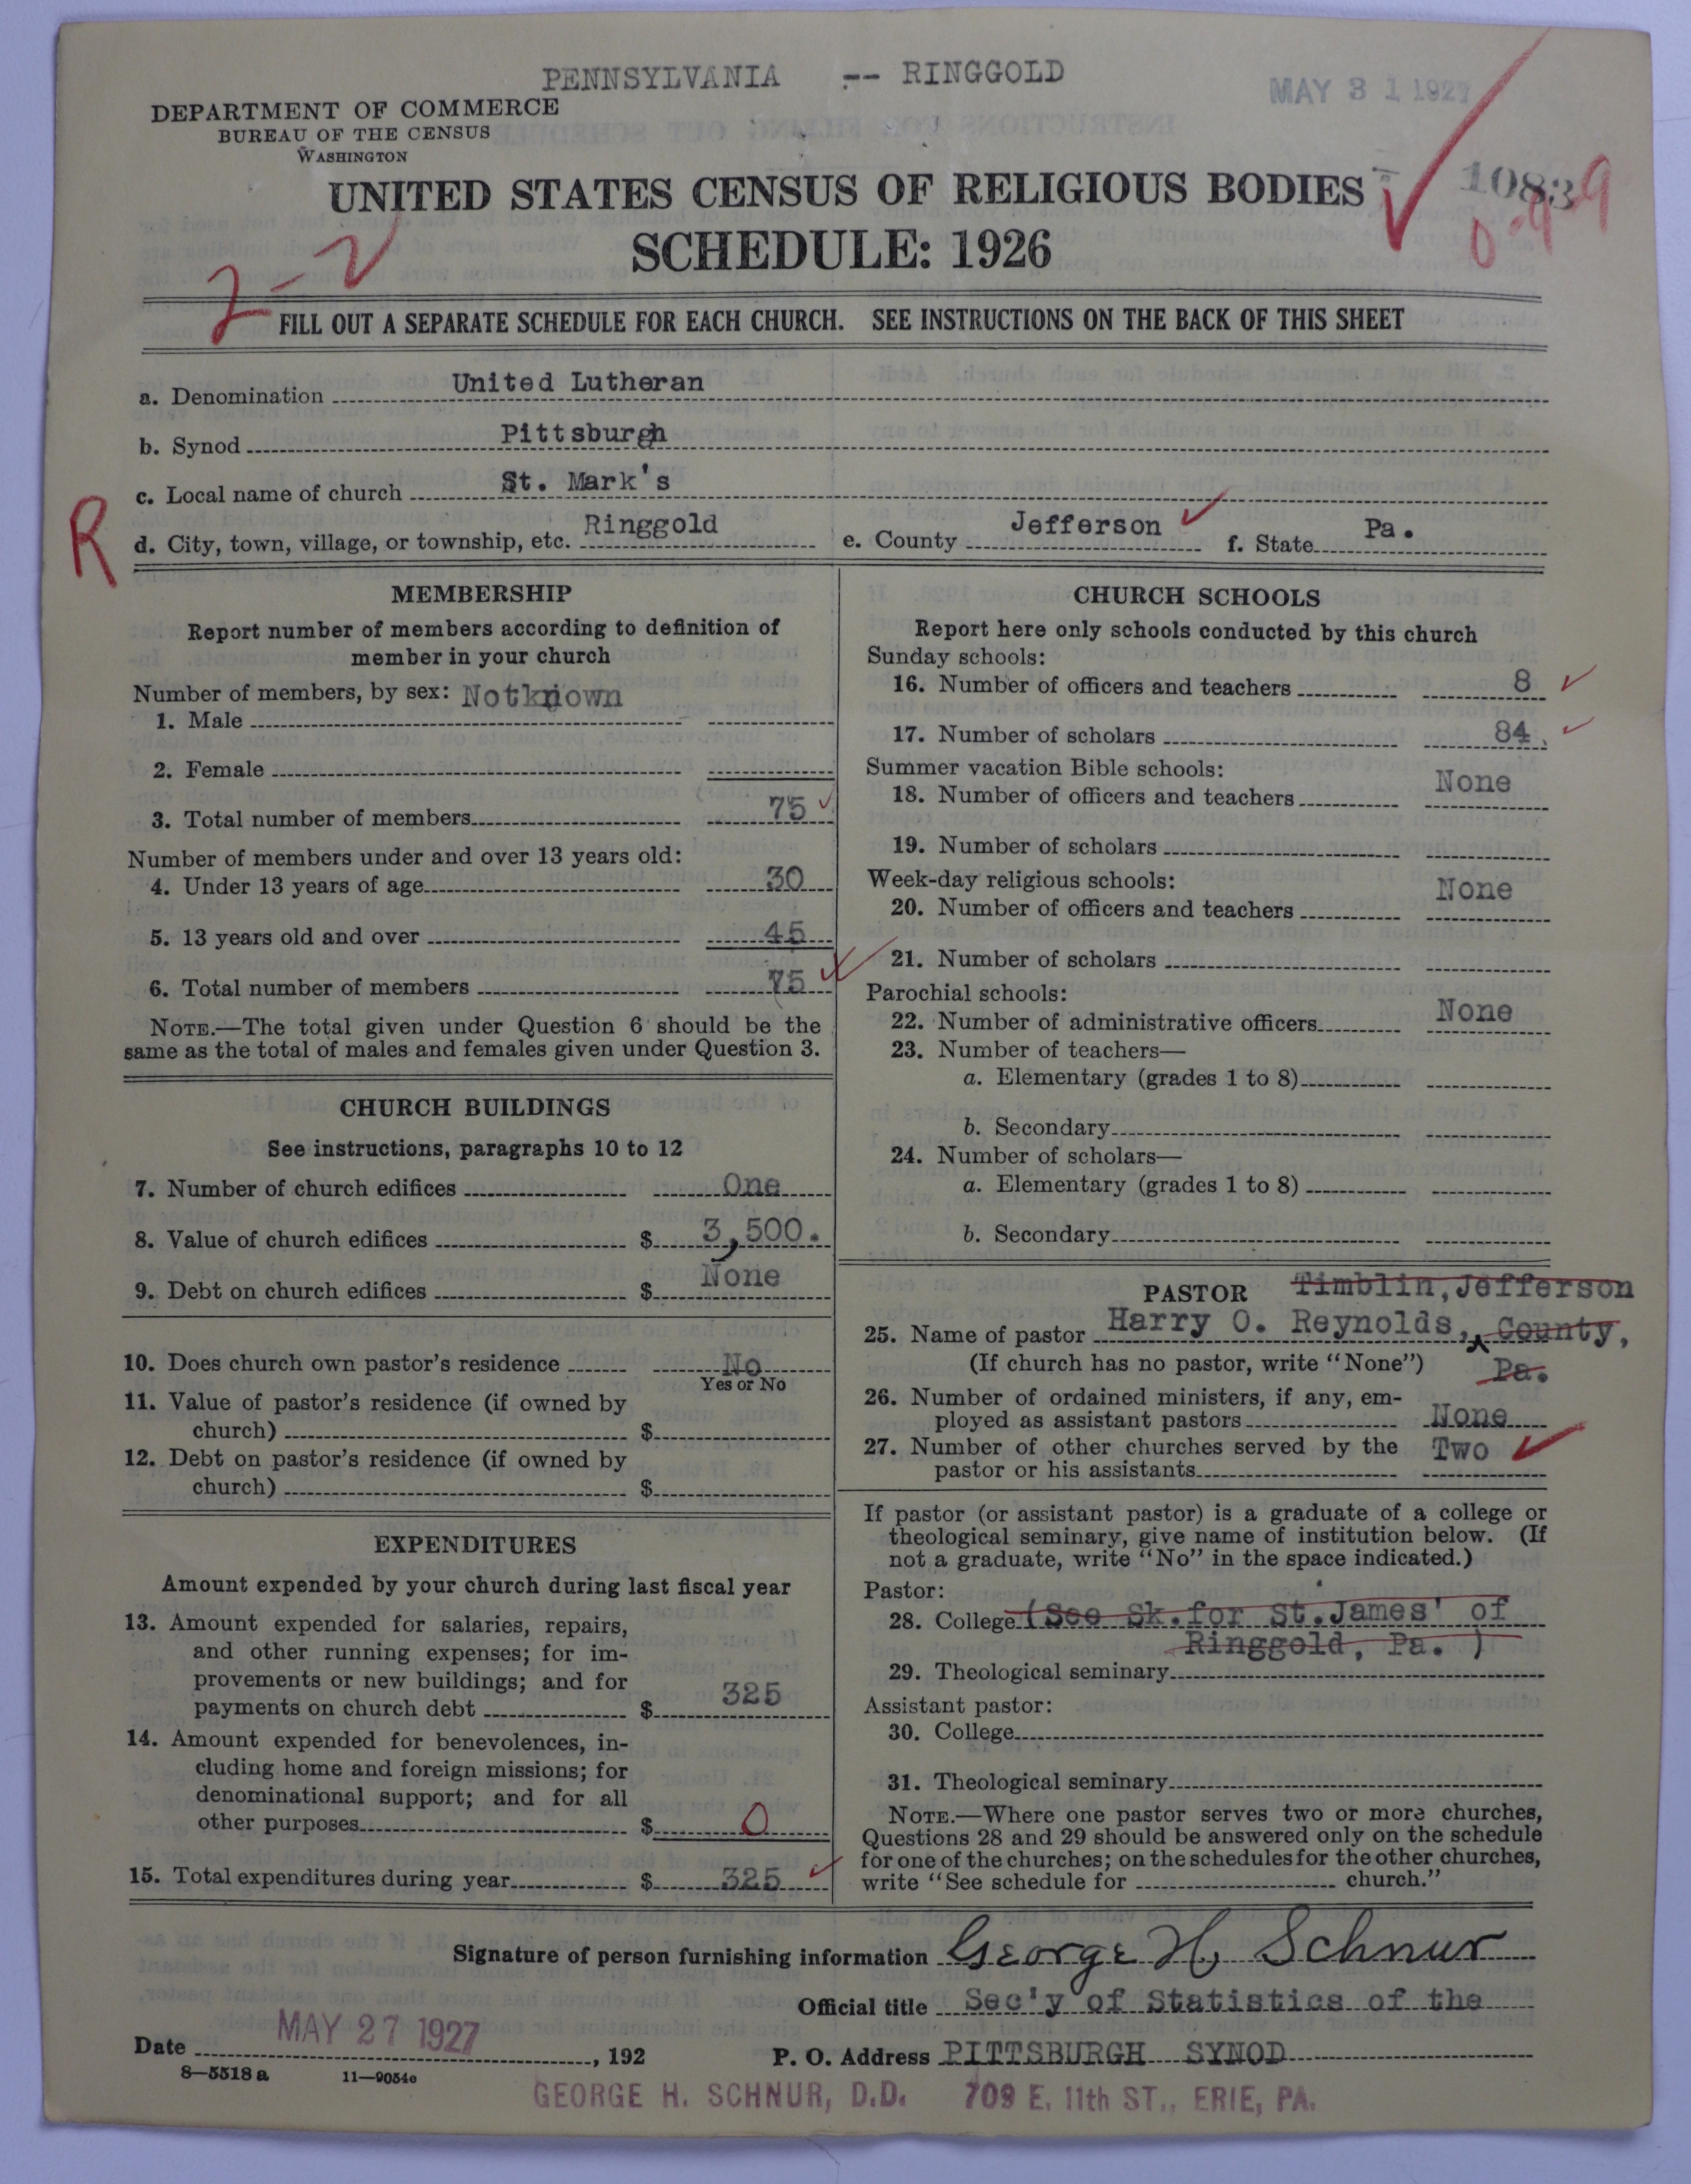 PENNSYLVANIA -- RINGGOLD
MAY 31 1927
DEPARTMENT OF COMMERCE
BUREAU OF THE CENSUS
WASHINGTON
UNITED STATES CENSUS OF RELIGIOUS BODIES
1083
0-9-9
SCHEDULE: 1926
2-2
FILL OUT A SEPARATE SCHEDULE FOR EACH CHURCH. SEE INSTRUCTIONS ON THE BACK OF THIS SHEET
a. Denomination United Lutheran
b. Synod Pittsburgh
c. Local name of church St. Mark's
R
d. City, town, village, or township, etc. Ringgold e. County Jefferson f. State Pa.
MEMBERSHIP
Report number of members according to definition of
member in your church
Number of members, by sex: Notknown
1. Male
2. Female
3. Total number of members 75
Number of members under and over 13 years old:
4. Under 13 years of age 30
5. 13 years old and over 45
6. Total number of members 75
NOTE.—The total given under Question 6 should be the
same as the total of males and females given under Question 3.
CHURCH BUILDINGS
See instructions, paragraphs 10 to 12
7. Number of church edifices One
8. Value of church edifices $ 3,500.
9. Debt on church edifices $ None
10. Does church own pastor's residence No
Yes or No
11. Value of pastor's residence (if owned by
church) $
12. Debt on pastor's residence (if owned by
church) $
EXPENDITURES
Amount expended by your church during last fiscal year
13. Amount expended for salaries, repairs,
and other running expenses; for im-
provements or new buildings; and for
payments on church debt $ 325
14. Amount expended for benevolences, in-
cluding home and foreign missions; for
denominational support; and for all
other purposes $ 0
15. Total expenditures during year $ 325
CHURCH SCHOOLS
Report here only schools conducted by this church
Sunday schools:
16. Number of officers and teachers 8
17. Number of scholars 84
Summer vacation Bible schools:
18. Number of officers and teachers None
19. Number of scholars
Week-day religious schools:
20. Number of officers and teachers None
21. Number of scholars
Parochial schools:
22. Number of administrative officers None
23. Number of teachers—
a. Elementary (grades 1 to 8)
b. Secondary
24. Number of scholars—
a. Elementary (grades 1 to 8)
b. Secondary
PASTOR Timblin, Jefferson
25. Name of pastor Harry O. Reynolds, County,
(If church has no pastor, write "None") Pa.
26. Number of ordained ministers, if any, em-
ployed as assistant pastors None
27. Number of other churches served by the Two
pastor or his assistants
If pastor (or assistant pastor) is a graduate of a college or
theological seminary, give name of institution below. (If
not a graduate, write "No" in the space indicated.)
Pastor:
28. College (See Sk. for St. James' of
Ringgold, Pa. )
29. Theological seminary
Assistant pastor:
30. College
31. Theological seminary
NOTE.—Where one pastor serves two or more churches,
Questions 28 and 29 should be answered only on the schedule
for one of the churches; on the schedules for the other churches,
write "See schedule for church."
Signature of person furnishing information George H. Schnur
Official title Sec'y of Statistics of the
Date MAY 27 1927, 192 P. O. Address PITTSBURGH SYNOD
8—5518a 11—9054c
GEORGE H. SCHNUR, D.D. 709 E. 11th ST., ERIE, PA.